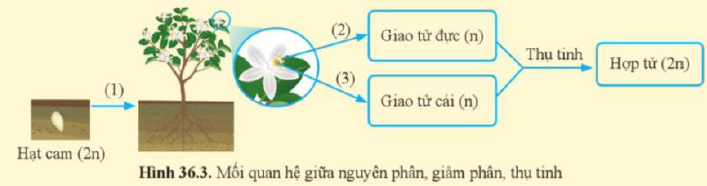 (1)
Hạt cam (2n)
(2)
(3)
Giao tử đực (n)
Giao tử cái (n)
Thụ tinh
Hợp tử (2n)
Hình 36.3. Mối quan hệ giữa nguyên phân, giảm phân, thụ tinh